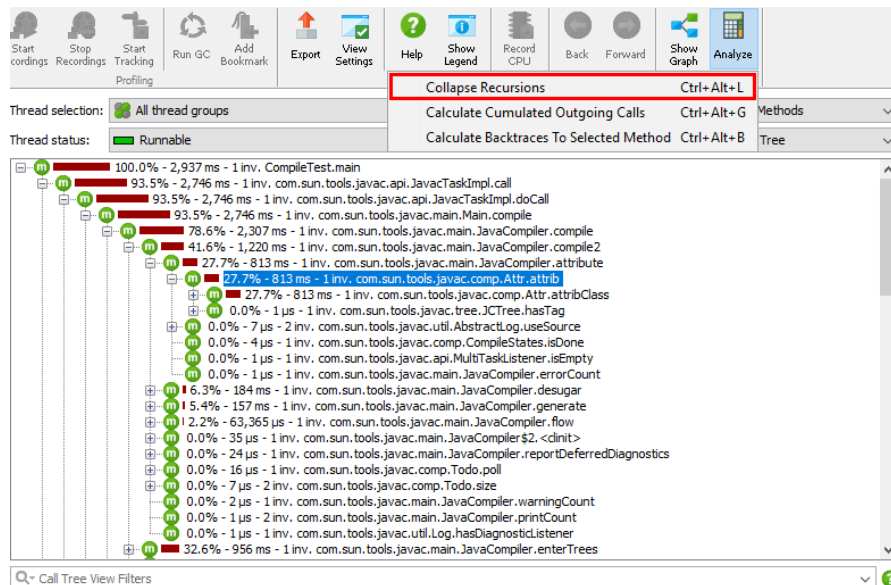 Start Stop Start Run GC Add Export View Help Show Record Back Forward Show Analyze
cordings Recordings Tracking Bookmark Settings Legend CPU Graph
Profiling
Collapse Recursions Ctrl+Alt+L
Calculate Cumulated Outgoing Calls Ctrl+Alt+G
Calculate Backtraces To Selected Method Ctrl+Alt+B
Thread selection: All thread groups Methods
Thread status: Runnable Tree
100.0% - 2,937 ms - 1 inv. CompileTest.main
93.5% - 2,746 ms - 1 inv. com.sun.tools.javac.api.JavacTaskImpl.call
93.5% - 2,746 ms - 1 inv. com.sun.tools.javac.api.JavacTaskImpl.doCall
93.5% - 2,746 ms - 1 inv. com.sun.tools.javac.main.Main.compile
78.6% - 2,307 ms - 1 inv. com.sun.tools.javac.main.JavaCompiler.compile
41.6% - 1,220 ms - 1 inv. com.sun.tools.javac.main.JavaCompiler.compile2
27.7% - 813 ms - 1 inv. com.sun.tools.javac.main.JavaCompiler.attribute
27.7% - 813 ms - 1 inv. com.sun.tools.javac.comp.Attr.attrib
27.7% - 813 ms - 1 inv. com.sun.tools.javac.comp.Attr.attribClass
0.0% - 1 µs - 1 inv. com.sun.tools.javac.tree.JCTree.hasTag
0.0% - 7 µs - 2 inv. com.sun.tools.javac.util.AbstractLog.useSource
0.0% - 4 µs - 1 inv. com.sun.tools.javac.comp.CompileStates.isDone
0.0% - 1 µs - 1 inv. com.sun.tools.javac.api.MultiTaskListener.isEmpty
0.0% - 1 µs - 1 inv. com.sun.tools.javac.main.JavaCompiler.errorCount
6.3% - 184 ms - 1 inv. com.sun.tools.javac.main.JavaCompiler.desugar
5.4% - 157 ms - 1 inv. com.sun.tools.javac.main.JavaCompiler.generate
2.2% - 63,365 µs - 1 inv. com.sun.tools.javac.main.JavaCompiler.flow
0.0% - 35 µs - 1 inv. com.sun.tools.javac.main.JavaCompiler$2.<clinit>
0.0% - 24 µs - 1 inv. com.sun.tools.javac.main.JavaCompiler.reportDeferredDiagnostics
0.0% - 16 µs - 1 inv. com.sun.tools.javac.comp.Todo.poll
0.0% - 7 µs - 2 inv. com.sun.tools.javac.comp.Todo.size
0.0% - 2 µs - 1 inv. com.sun.tools.javac.main.JavaCompiler.warningCount
0.0% - 1 µs - 2 inv. com.sun.tools.javac.main.JavaCompiler.printCount
0.0% - 1 µs - 1 inv. com.sun.tools.javac.util.Log.hasDiagnosticListener
32.6% - 956 ms - 1 inv. com.sun.tools.javac.main.JavaCompiler.enterTrees
Call Tree View Filters